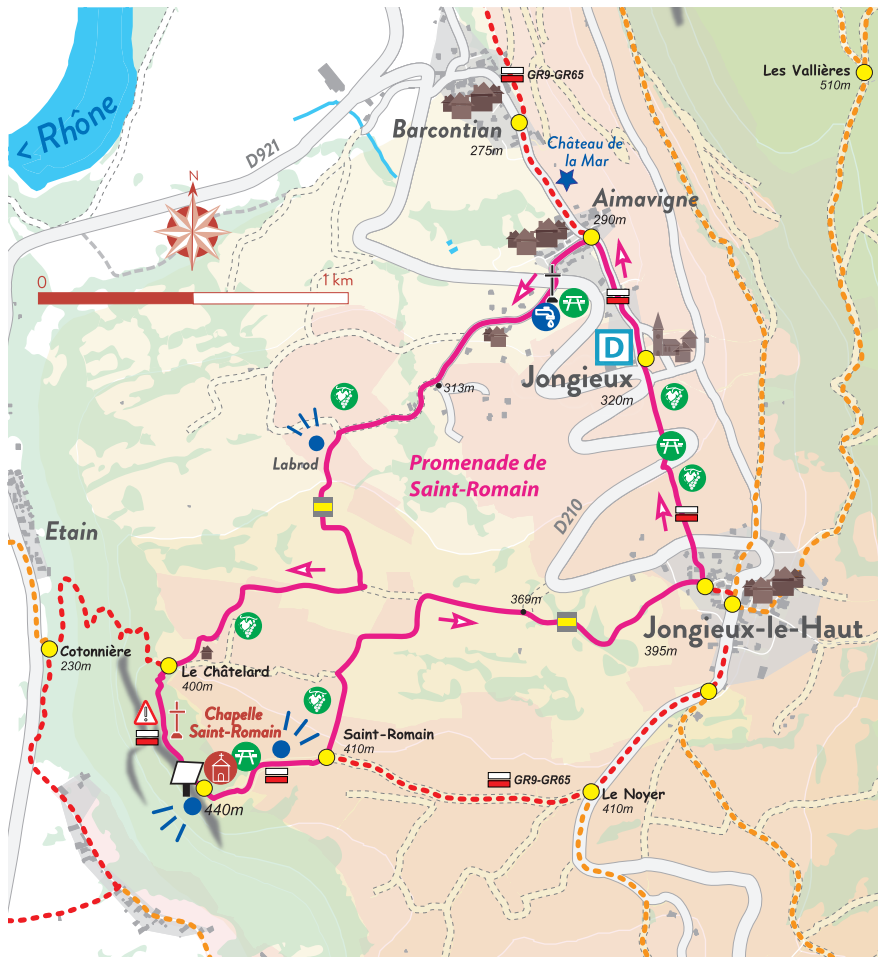 GR9-GR65
Les Vallières
510m
< Rhône
Barcontian
275m
D921
Château de
la Mar
N
Aimavigne
290m
0
1 km
D
Jongieux
320m
313m
Labrod
Promenade de
Saint-Romain
D210
Etain
369m
Jongieux-le-Haut
395m
Cotonnière
230m
Le Châtelard
400m
Chapelle
Saint-Romain
Saint-Romain
410m
GR9-GR65
Le Noyer
410m
440m